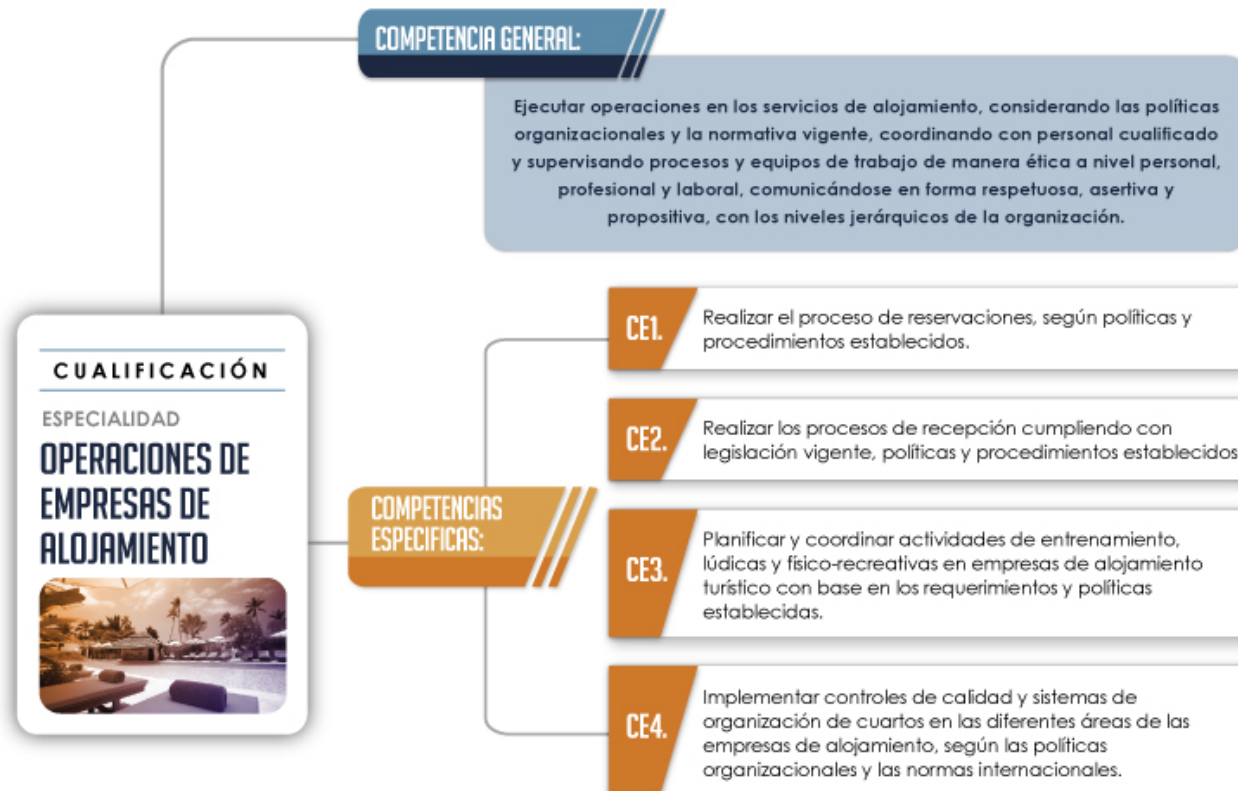 COMPETENCIA GENERAL:
Ejecutar operaciones en los servicios de alojamiento, considerando las políticas
organizacionales y la normativa vigente, coordinando con personal cualificado
y supervisando procesos y equipos de trabajo de manera ética a nivel personal,
profesional y laboral, comunicándose en forma respetuosa, asertiva y
propositiva, con los niveles jerárquicos de la organización.
CUALIFICACIÓN
ESPECIALIDAD
OPERACIONES DE
EMPRESAS DE
ALOJAMIENTO
COMPETENCIAS
ESPECIFICAS:
CE1.
Realizar el proceso de reservaciones, según políticas y
procedimientos establecidos.
CE2.
Realizar los procesos de recepción cumpliendo con
legislación vigente, políticas y procedimientos establecidos
CE3.
Planificar y coordinar actividades de entrenamiento,
lúdicas y físico-recreativas en empresas de alojamiento
turístico con base en los requerimientos y políticas
establecidas.
CE4.
Implementar controles de calidad y sistemas de
organización de cuartos en las diferentes áreas de las
empresas de alojamiento, según las políticas
organizacionales y las normas internacionales.